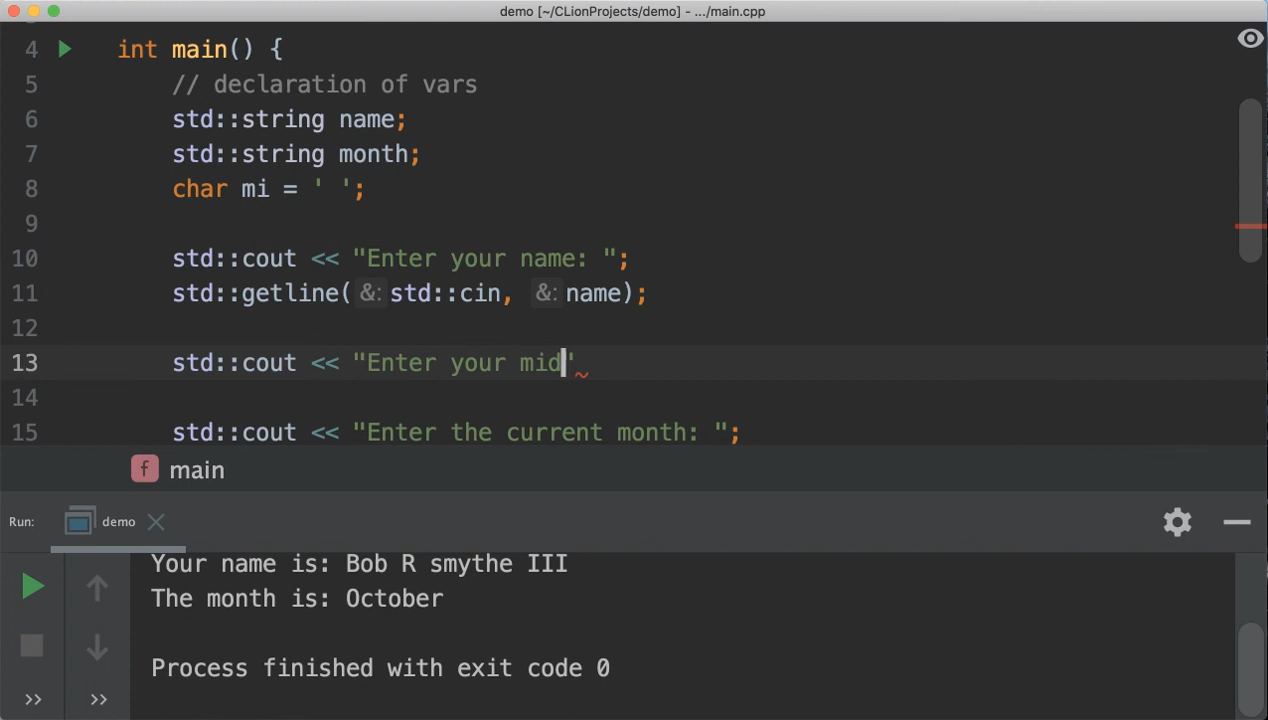 demo [~/CLionProjects/demo] - .../main.cpp
4 int main() {
5 // declaration of vars
6 std::string name;
7 std::string month;
8 char mi = ' ';
9
10 std::cout << "Enter your name: ";
11 std::getline( &: std::cin, &: name);
12
13 std::cout << "Enter your mid"
14
15 std::cout << "Enter the current month: ";
f main
Run: demo
Your name is: Bob R smythe III
The month is: October
Process finished with exit code 0